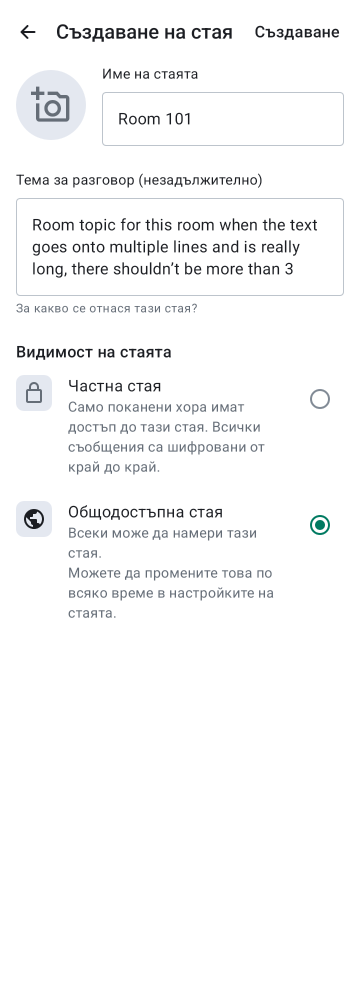 Създаване на стая
Създаване
Име на стаята
Room 101
Тема за разговор (незадължително)
Room topic for this room when the text
goes onto multiple lines and is really
long, there shouldn’t be more than 3
За какво се отнася тази стая?
Видимост на стаята
Частна стая
Само поканени хора имат
достъп до тази стая. Всички
съобщения са шифровани от
край до край.
Общодостъпна стая
Всеки може да намери тази
стая.
Можете да промените това по
всяко време в настройките на
стаята.